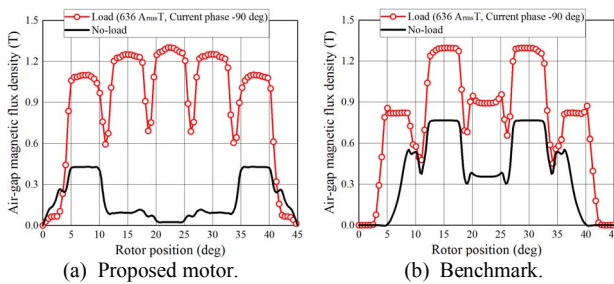 Load (636 ArmsT, Current phase -90 deg)
No-load
Air-gap magnetic flux density (T)
1.5
1.2
0.9
0.6
0.3
0.0
0 5 10 15 20 25 30 35 40 45
Rotor position (deg)
(a) Proposed motor.
Load (636 ArmsT, Current phase -90 deg)
No-load
Air-gap magnetic flux density (T)
1.5
1.2
0.9
0.6
0.3
0.0
0 5 10 15 20 25 30 35 40 45
Rotor position (deg)
(b) Benchmark.